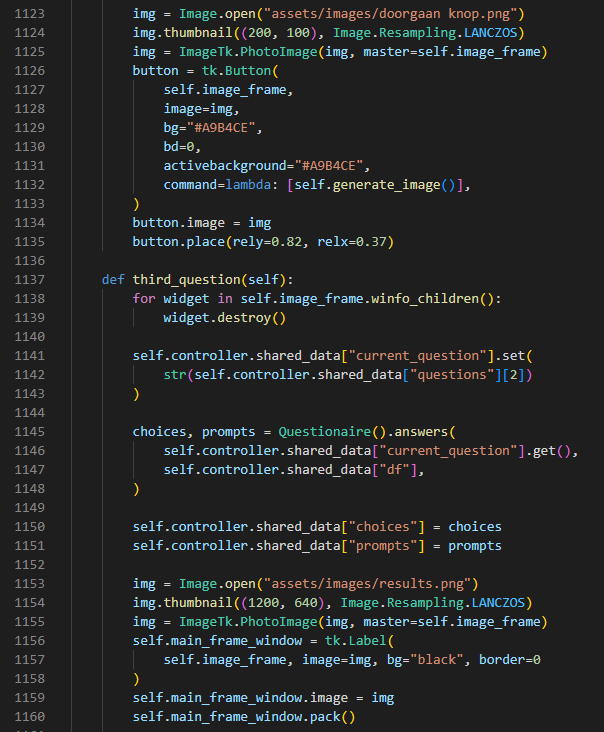 1123 img = Image.open("assets/images/doorgaan knop.png")
1124 img.thumbnail((200, 100), Image.Resampling.LANCZOS)
1125 img = ImageTk.PhotoImage(img, master=self.image_frame)
1126 button = tk.Button(
1127 self.image_frame,
1128 image=img,
1129 bg="#A9B4CE",
1130 bd=0,
1131 activebackground="#A9B4CE",
1132 command=lambda: [self.generate_image()],
1133 )
1134 button.image = img
1135 button.place(rely=0.82, relx=0.37)
1136
1137 def third_question(self):
1138 for widget in self.image_frame.winfo_children():
1139 widget.destroy()
1140
1141 self.controller.shared_data["current_question"].set(
1142 str(self.controller.shared_data["questions"][2])
1143 )
1144
1145 choices, prompts = Questionaire().answers(
1146 self.controller.shared_data["current_question"].get(),
1147 self.controller.shared_data["df"],
1148 )
1149
1150 self.controller.shared_data["choices"] = choices
1151 self.controller.shared_data["prompts"] = prompts
1152
1153 img = Image.open("assets/images/results.png")
1154 img.thumbnail((1200, 640), Image.Resampling.LANCZOS)
1155 img = ImageTk.PhotoImage(img, master=self.image_frame)
1156 self.main_frame_window = tk.Label(
1157 self.image_frame, image=img, bg="black", border=0
1158 )
1159 self.main_frame_window.image = img
1160 self.main_frame_window.pack()